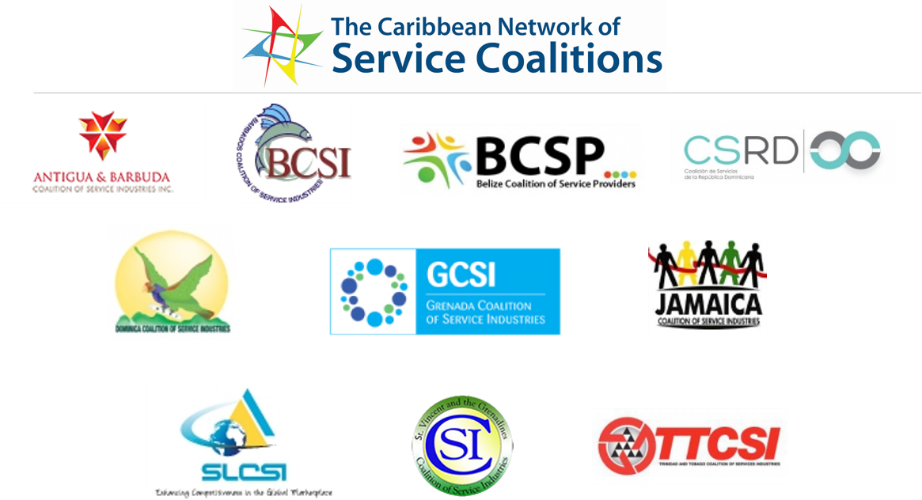 The Caribbean Network of
Service Coalitions
ANTIGUA & BARBUDA
COALITION OF SERVICE INDUSTRIES INC.
BARBADOS COALITION OF SERVICE INDUSTRIES
BCSI
BCSP
Belize Coalition of Service Providers
CSRD
Coalición de Servicios
de la República Dominicana
DOMINICA COALITION OF SERVICE INDUSTRIES
GCSI
GRENADA COALITION
OF SERVICE INDUSTRIES
JAMAICA
COALITION OF SERVICE INDUSTRIES
SLCSI
Enhancing Competitiveness in the Global Marketplace
St. Vincent and the Grenadines
CSI
Coalition of Service Industries
TTCSI
TRINIDAD AND TOBAGO COALITION OF SERVICES INDUSTRIES